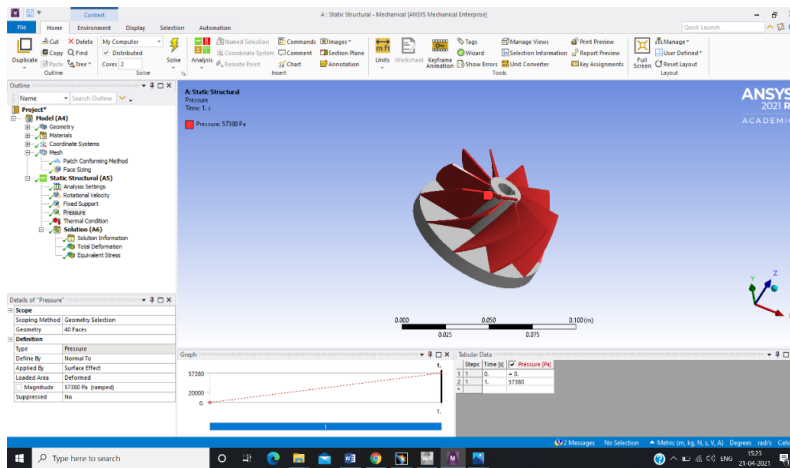 Context
A : Static Structural - Mechanical [ANSYS Mechanical Enterprise]
File Home Environment Display Selection Automation
Quick Launch
Duplicate
Cut Delete My Computer
Copy Find Distributed
Paste Tree Cores 2
Outline
Solve
Solve
Analysis
Named Selection Commands Images
Coordinate System Comment Section Plane
Remote Point Chart Annotation
Insert
Units Worksheet Keyframe Animation
Tags Manage Views Print Preview
Wizard Selection Information Report Preview
Show Errors Unit Converter Key Assignments
Tools
Full Screen
Manage
User Defined
Reset Layout
Layout
Outline
Name Search Outline
Project*
Model (A4)
Geometry
Materials
Coordinate Systems
Mesh
Patch Conforming Method
Face Sizing
Static Structural (A5)
Analysis Settings
Rotational Velocity
Fixed Support
Pressure
Thermal Condition
Solution (A6)
Solution Information
Total Deformation
Equivalent Stress
A: Static Structural
Pressure
Time: 1. s
Pressure: 57380 Pa
ANSYS
2021 R
ACADEMIC
Y Z
0.000 0.050 0.100 (m)
0.025 0.075
Details of "Pressure"
Scope
Scoping Method Geometry Selection
Geometry 40 Faces
Definition
Type Pressure
Define By Normal To
Applied By Surface Effect
Loaded Area Deformed
Magnitude 57380 Pa (ramped)
Suppressed No
Graph
57380
20000
0.
1.
1.
1
Tabular Data
Steps Time [s] Pressure [Pa]
1 1 0. = 0.
2 1 1. 57380
*
2 Messages No Selection Metric (m, kg, N, s, V, A) Degrees rad/s Cels
Type here to search
ENG
15:23
21-04-2021